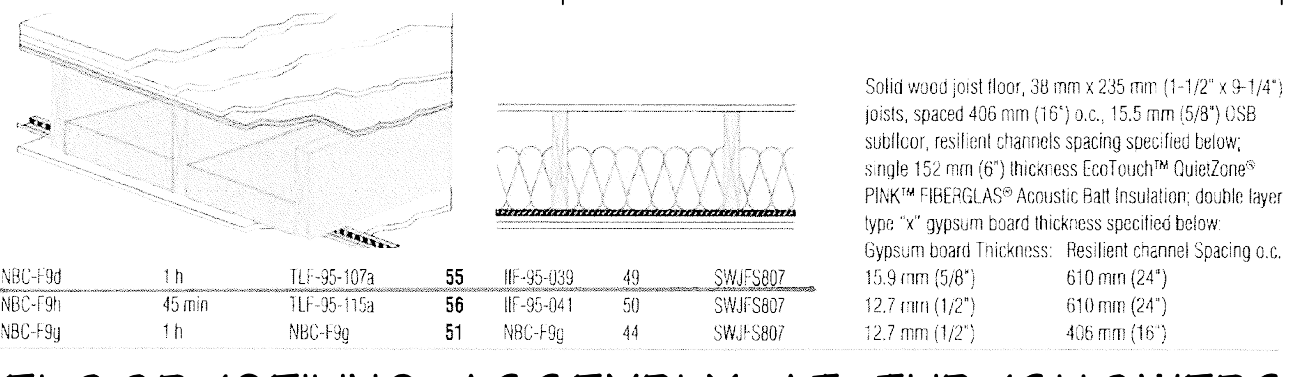 Solid wood joist floor, 38 mm x 235 mm (1-1/2" x 9-1/4")
joists, spaced 406 mm (16") o.c., 15.5 mm (5/8") OSB
subfloor, resilient channels spacing specified below;
single 152 mm (6") thickness EcoTouch™ QuietZone®
PINK™ FIBERGLAS® Acoustic Batt Insulation; double layer
type "x" gypsum board thickness specified below:
Gypsum board Thickness: Resilient channel Spacing o.c.
NBC-F9d 1 h TLF-95-107a 55 IIF-95-039 49 SWJFS807 15.9 mm (5/8") 610 mm (24")
NBC-F9h 45 min TLF-95-115a 56 IIF-95-041 50 SWJFS807 12.7 mm (1/2") 610 mm (24")
NBC-F9g 1 h NBC-F9g 51 NBC-F9g 44 SWJFS807 12.7 mm (1/2") 406 mm (16")